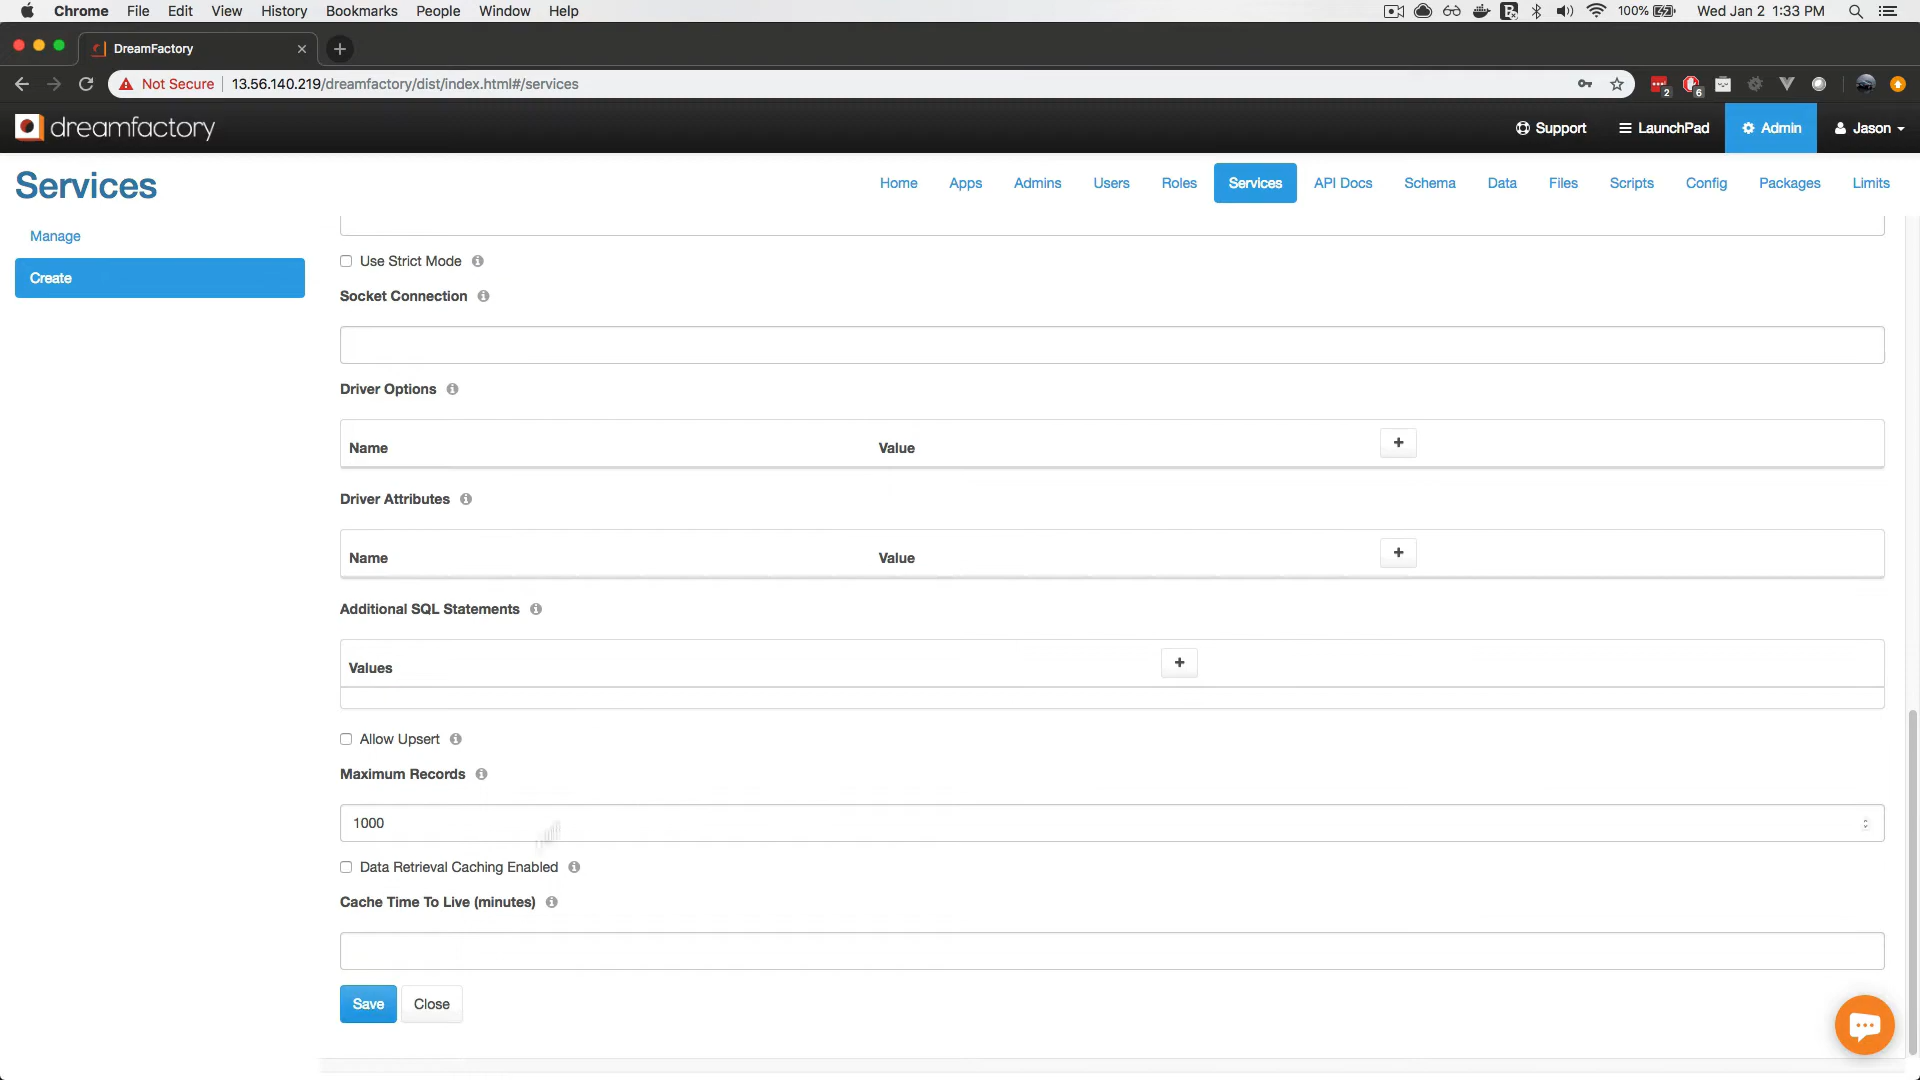 Chrome File Edit View History Bookmarks People Window Help 100% Wed Jan 2 1:33 PM
DreamFactory
Not Secure 13.56.140.219/dreamfactory/dist/index.html#/services 2 6
dreamfactory Support LaunchPad Admin Jason
Services Home Apps Admins Users Roles Services API Docs Schema Data Files Scripts Config Packages Limits
Manage
Create
Use Strict Mode
Socket Connection
Driver Options
Name Value +
Driver Attributes
Name Value +
Additional SQL Statements
Values +
Allow Upsert
Maximum Records
1000
Data Retrieval Caching Enabled
Cache Time To Live (minutes)
Save Close